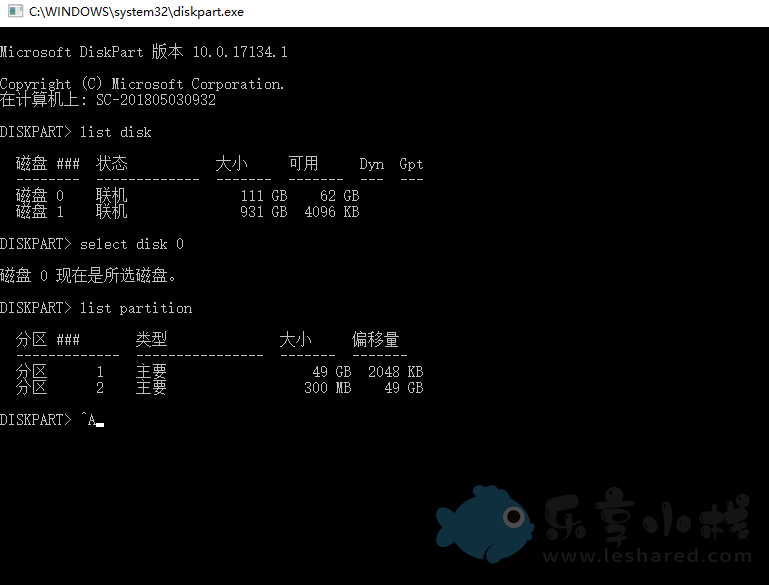 C:\WINDOWS\system32\diskpart.exe
Microsoft DiskPart 版本 10.0.17134.1
Copyright (C) Microsoft Corporation.
在计算机上: SC-201805030932
DISKPART> list disk
磁盘 ### 状态 大小 可用 Dyn Gpt
-------- ------------- ------- ------- --- ---
磁盘 0 联机 111 GB 62 GB
磁盘 1 联机 931 GB 4096 KB
DISKPART> select disk 0
磁盘 0 现在是所选磁盘。
DISKPART> list partition
分区 ### 类型 大小 偏移量
------------- ---------------- ------- -------
分区 1 主要 49 GB 2048 KB
分区 2 主要 300 MB 49 GB
DISKPART> ^A
乐享小栈
www.leshared.com